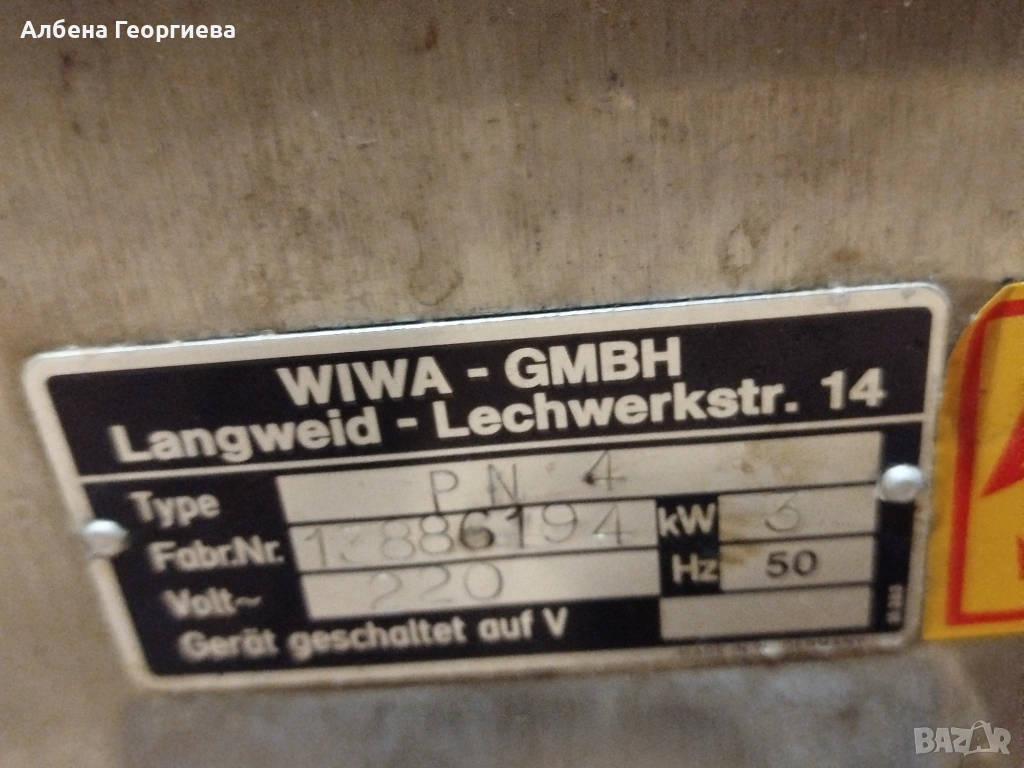 Албена Георгиева
WIWA - GMBH
Langweid - Lechwerkstr. 14
Type PN 4
Fabr.Nr. 13886194 kW 3
Volt~ 220 Hz 50
Gerät geschaltet auf V
BAZAR